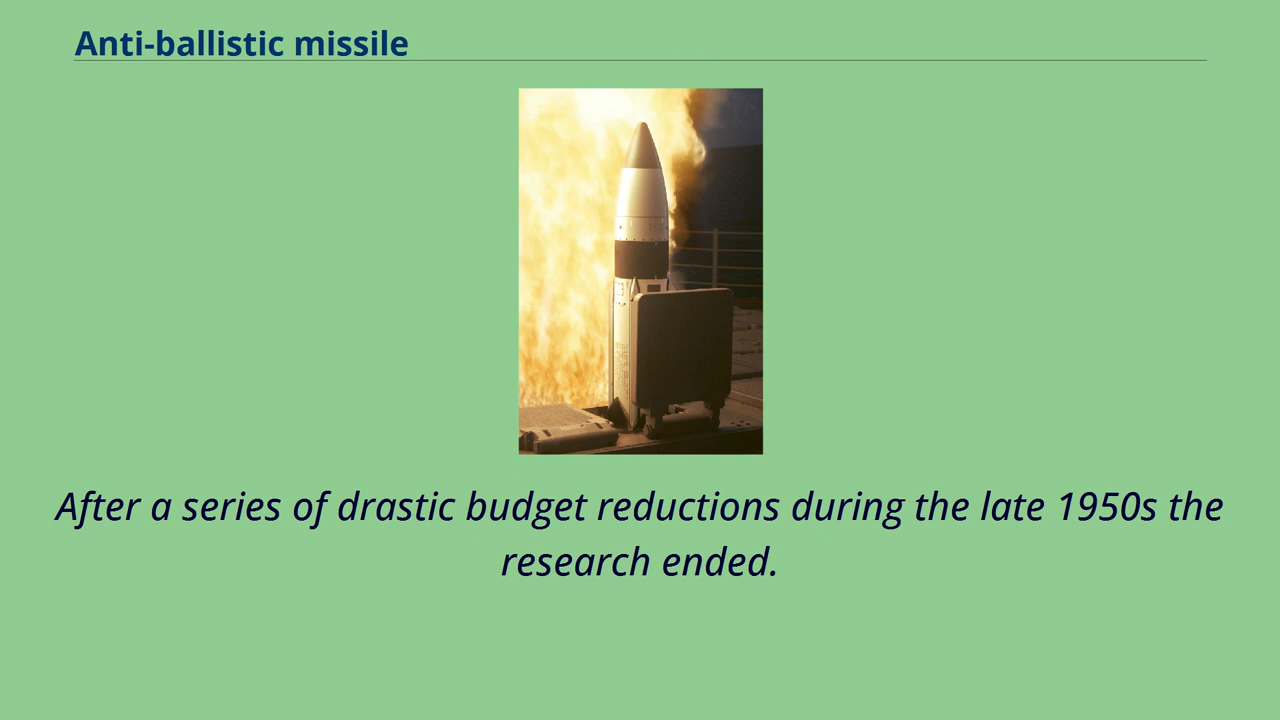 Anti-ballistic missile
After a series of drastic budget reductions during the late 1950s the
research ended.